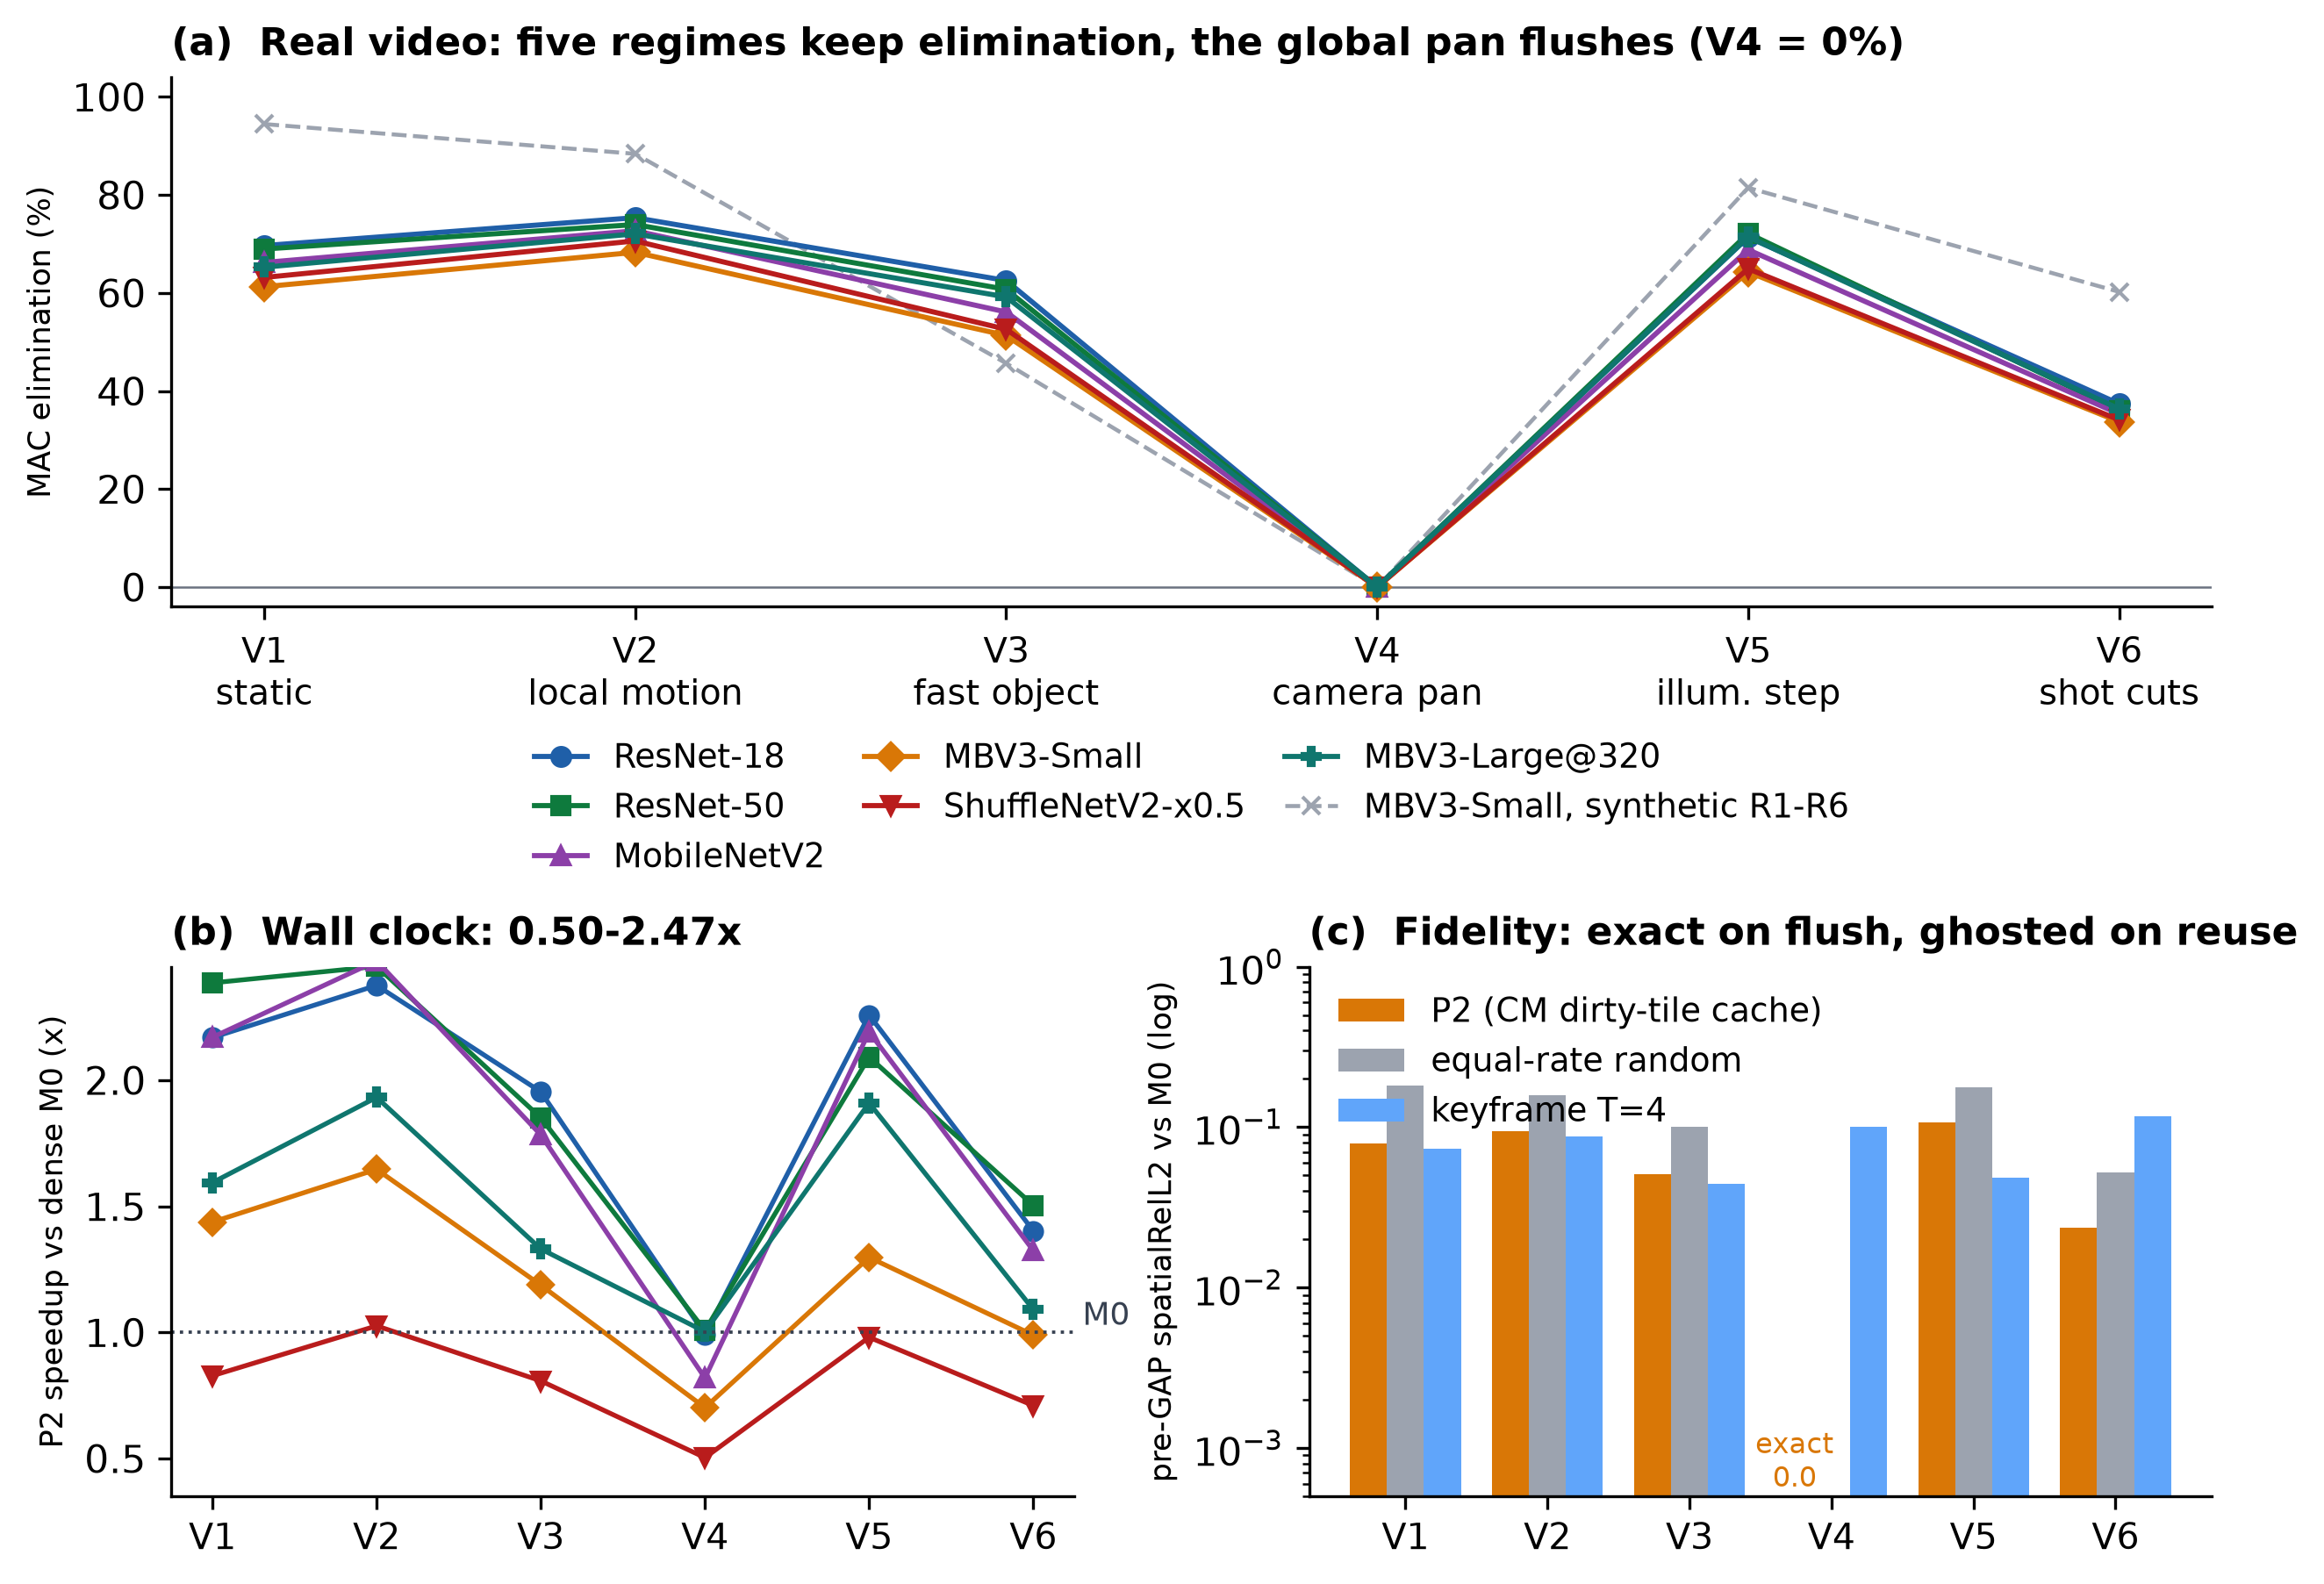 (a) Real video: five regimes keep elimination, the global pan flushes (V4 = 0%)
MAC elimination (%)
100
80
60
40
20
0
V1 V2 V3 V4 V5 V6
static local motion fast object camera pan illum. step shot cuts
ResNet-18 MBV3-Small MBV3-Large@320
ResNet-50 ShuffleNetV2-x0.5 MBV3-Small, synthetic R1-R6
MobileNetV2
(b) Wall clock: 0.50-2.47x
P2 speedup vs dense M0 (x)
2.0
1.5
1.0
0.5
M0
V1 V2 V3 V4 V5 V6
(c) Fidelity: exact on flush, ghosted on reuse
pre-GAP spatialRelL2 vs M0 (log)
10⁰
10⁻¹
10⁻²
10⁻³
P2 (CM dirty-tile cache)
equal-rate random
keyframe T=4
exact
0.0
V1 V2 V3 V4 V5 V6